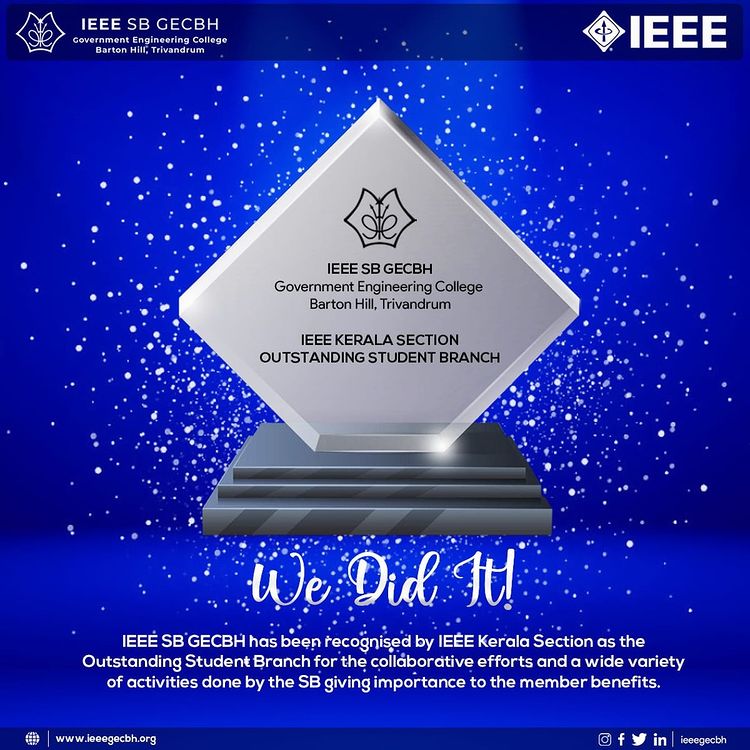 IEEE SB GECBH
Government Engineering College
Barton Hill, Trivandrum
IEEE
IEEE SB GECBH
Government Engineering College
Barton Hill, Trivandrum
IEEE KERALA SECTION
OUTSTANDING STUDENT BRANCH
We Did It!
IEEE SB GECBH has been recognised by IEEE Kerala Section as the
Outstanding Student Branch for the collaborative efforts and a wide variety
of activities done by the SB giving importance to the member benefits.
www.ieeegecbh.org
ieeegecbh